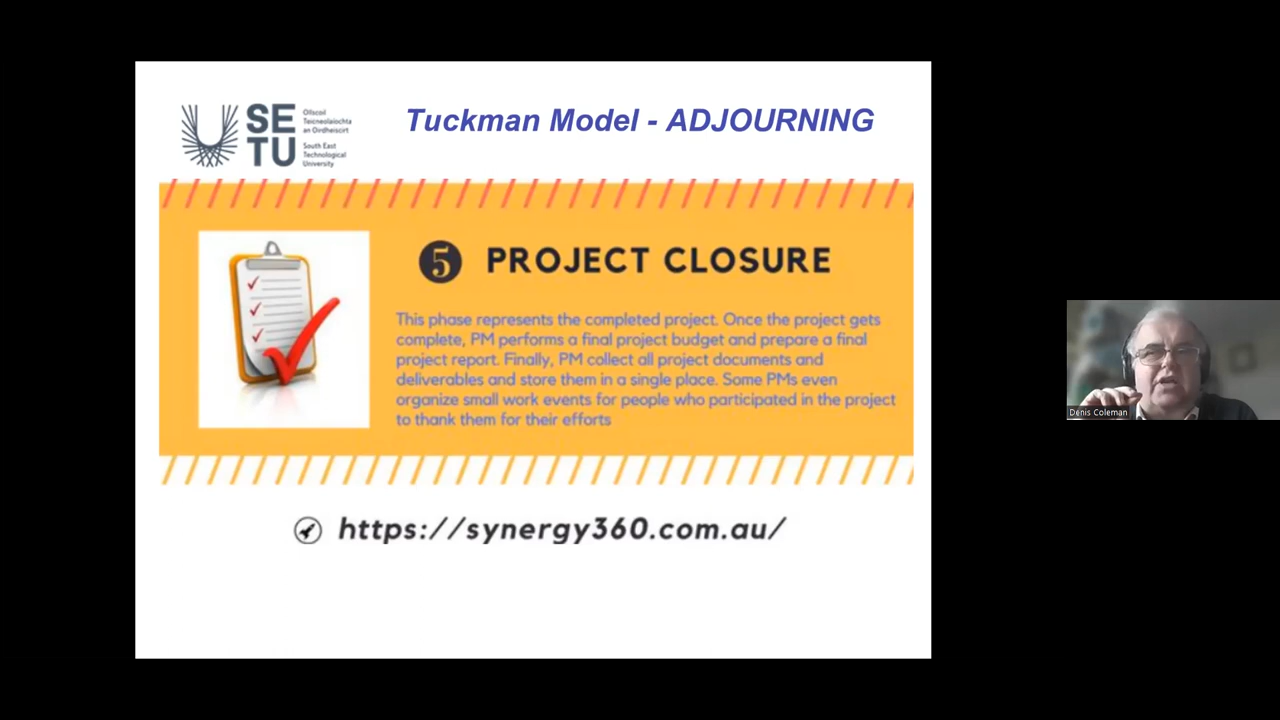 SE
TU
Ollscoil
Teicneolaíochta
an Oirdheiscirt
South East
Technological
University
Tuckman Model - ADJOURNING
5 PROJECT CLOSURE
This phase represents the completed project. Once the project gets
complete, PM performs a final project budget and prepare a final
project report. Finally, PM collect all project documents and
deliverables and store them in a single place. Some PMs even
organize small work events for people who participated in the project
to thank them for their efforts
https://synergy360.com.au/
Denis Coleman